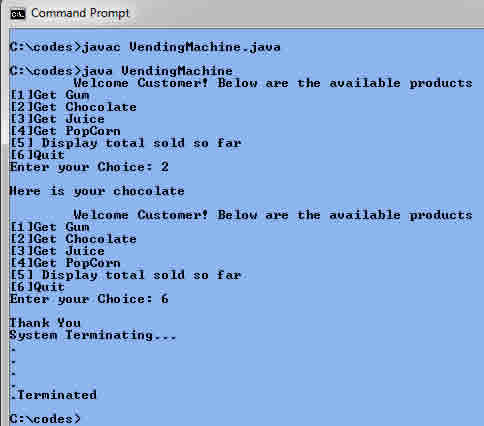 Command Prompt
C:\codes>javac VendingMachine.java
C:\codes>java VendingMachine
Welcome Customer! Below are the available products
[1]Get Gum
[2]Get Chocolate
[3]Get Juice
[4]Get PopCorn
[5] Display total sold so far
[6]Quit
Enter your Choice: 2
Here is your chocolate
Welcome Customer! Below are the available products
[1]Get Gum
[2]Get Chocolate
[3]Get Juice
[4]Get PopCorn
[5] Display total sold so far
[6]Quit
Enter your Choice: 6
Thank You
System Terminating...
.
.
.
.
.Terminated
C:\codes>